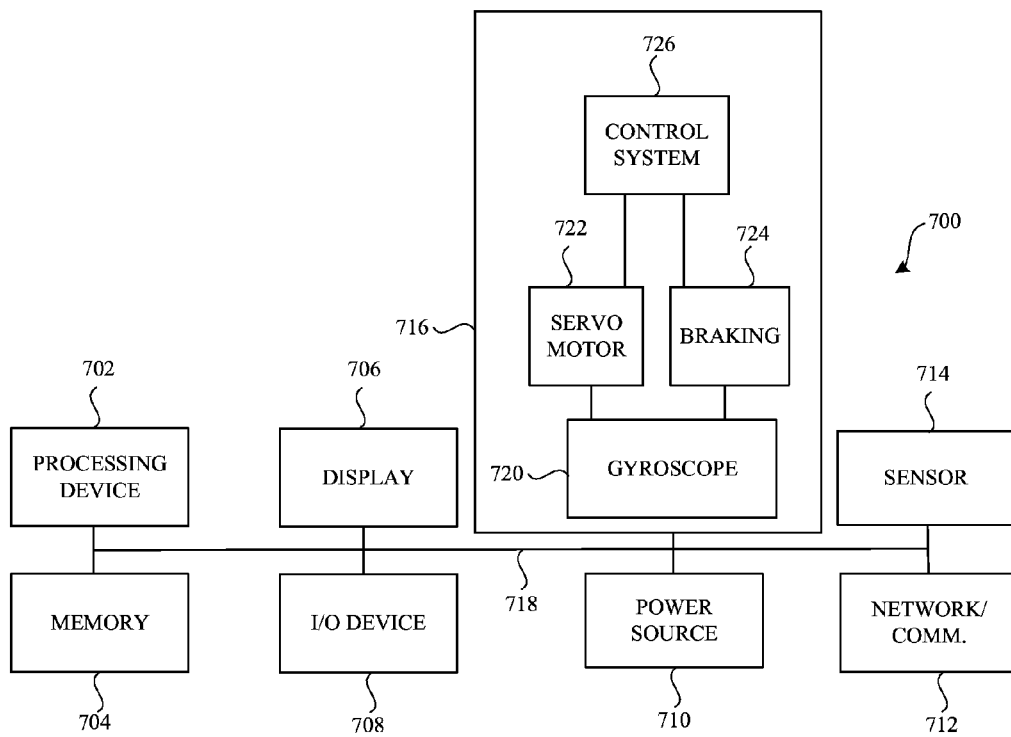 726
CONTROL
SYSTEM
722
724
700
SERVO
MOTOR
BRAKING
716
702
706
714
PROCESSING
DEVICE
DISPLAY
720
GYROSCOPE
SENSOR
718
MEMORY
I/O DEVICE
POWER
SOURCE
NETWORK/
COMM.
704
708
710
712